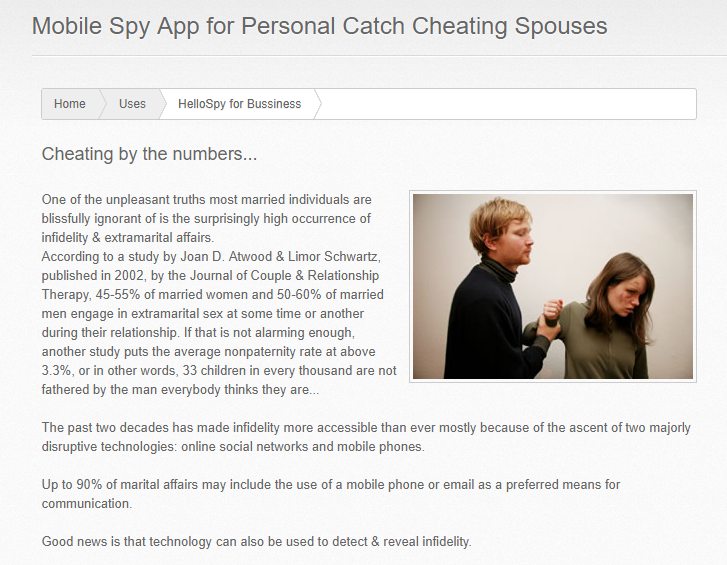 Mobile Spy App for Personal Catch Cheating Spouses
Home
Uses
HelloSpy for Bussiness
Cheating by the numbers...
One of the unpleasant truths most married individuals are
blissfully ignorant of is the surprisingly high occurrence of
infidelity & extramarital affairs.
According to a study by Joan D. Atwood & Limor Schwartz,
published in 2002, by the Journal of Couple & Relationship
Therapy, 45-55% of married women and 50-60% of married
men engage in extramarital sex at some time or another
during their relationship. If that is not alarming enough,
another study puts the average nonpaternity rate at above
3.3%, or in other words, 33 children in every thousand are not
fathered by the man everybody thinks they are...
The past two decades has made infidelity more accessible than ever mostly because of the ascent of two majorly
disruptive technologies: online social networks and mobile phones.
Up to 90% of marital affairs may include the use of a mobile phone or email as a preferred means for
communication.
Good news is that technology can also be used to detect & reveal infidelity.